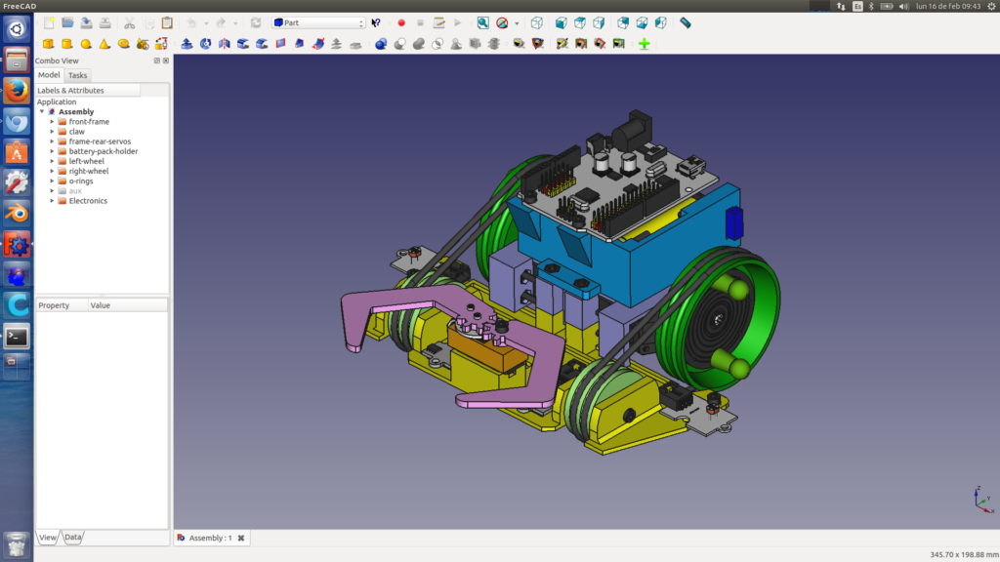 FreeCAD
Es
lun 16 de feb 09:43
Part
Combo View
Model
Tasks
Labels & Attributes
Application
Assembly
front-frame
claw
frame-rear-servos
battery-pack-holder
left-wheel
right-wheel
o-rings
aux
Electronics
Property
Value
View
Data
Assembly : 1
Z
Y
X
345.70 x 198.88 mm